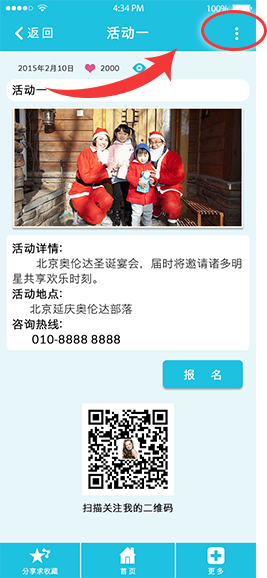 4:34 PM
100%
返 回
活动一
2015年2月10日
2000
活动一
活动详情:
北京奥伦达圣诞宴会，届时将邀请诸多明
星共享欢乐时刻。
活动地点:
北京延庆奥伦达部落
咨询热线:
010-8888 8888
报 名
扫描关注我的二维码
分享求收藏
首 页
更 多